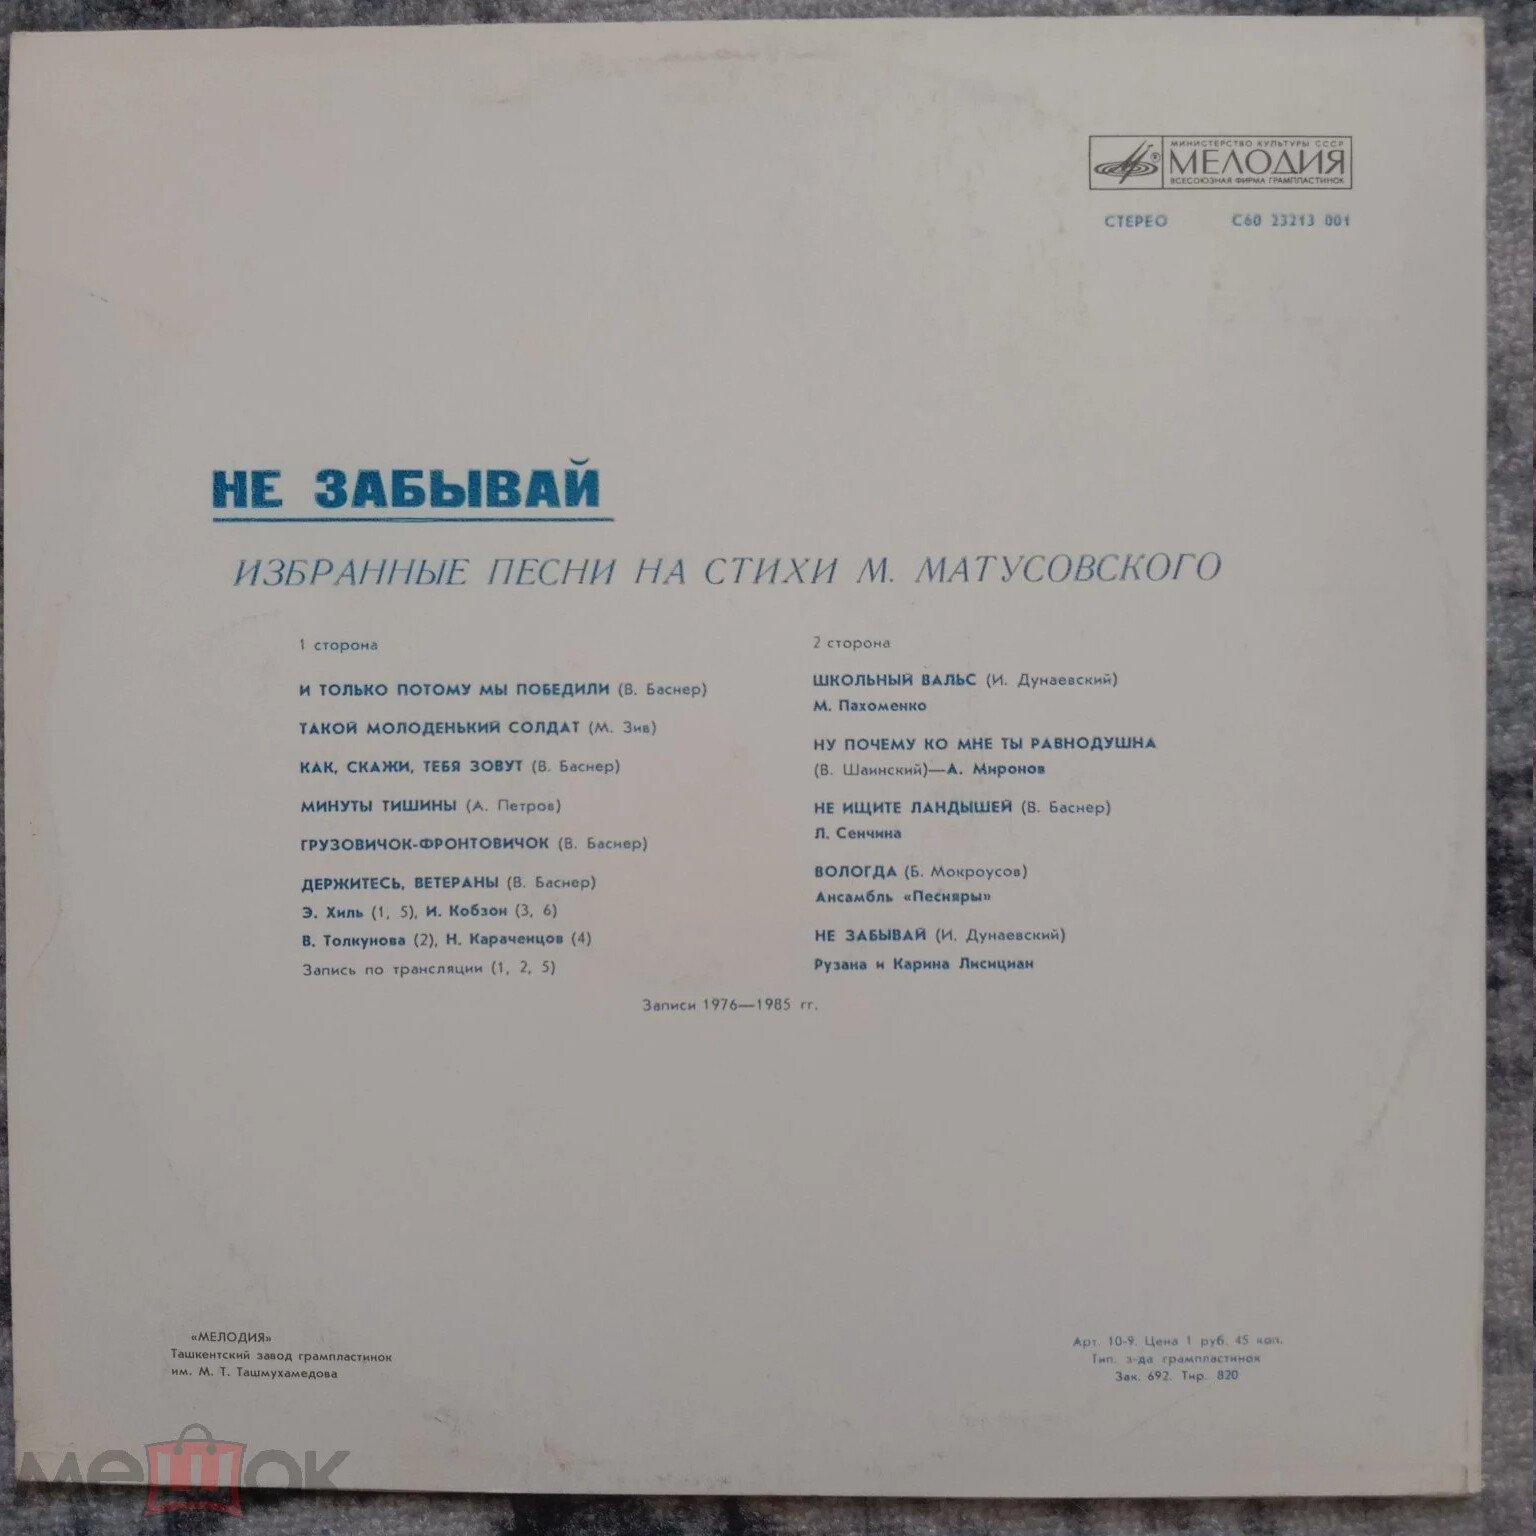 МИНИСТЕРСТВО КУЛЬТУРЫ СССР
МЕЛОДИЯ
ВСЕСОЮЗНАЯ ФИРМА ГРАМПЛАСТИНОК
СТЕРЕО С60 23213 001
НЕ ЗАБЫВАЙ
ИЗБРАННЫЕ ПЕСНИ НА СТИХИ М. МАТУСОВСКОГО
1 сторона
И ТОЛЬКО ПОТОМУ МЫ ПОБЕДИЛИ (В. Баснер)
ТАКОЙ МОЛОДЕНЬКИЙ СОЛДАТ (М. Зив)
КАК, СКАЖИ, ТЕБЯ ЗОВУТ (В. Баснер)
МИНУТЫ ТИШИНЫ (А. Петров)
ГРУЗОВИЧОК-ФРОНТОВИЧОК (В. Баснер)
ДЕРЖИТЕСЬ, ВЕТЕРАНЫ (В. Баснер)
Э. Хиль (1, 5), И. Кобзон (3, 6)
В. Толкунова (2), Н. Караченцов (4)
Запись по трансляции (1, 2, 5)
2 сторона
ШКОЛЬНЫЙ ВАЛЬС (И. Дунаевский)
М. Пахоменко
НУ ПОЧЕМУ КО МНЕ ТЫ РАВНОДУШНА
(В. Шаинский)—А. Миронов
НЕ ИЩИТЕ ЛАНДЫШЕЙ (В. Баснер)
Л. Сенчина
ВОЛОГДА (Б. Мокроусов)
Ансамбль «Песняры»
НЕ ЗАБЫВАЙ (И. Дунаевский)
Рузана и Карина Лисициан
Записи 1976—1985 гг.
«МЕЛОДИЯ»
Ташкентский завод грампластинок
им. М. Т. Ташмухамедова
Арт. 10-9. Цена 1 руб. 45 коп.
Тип. з-да грампластинок
Зак. 692. Тир. 820
мешок